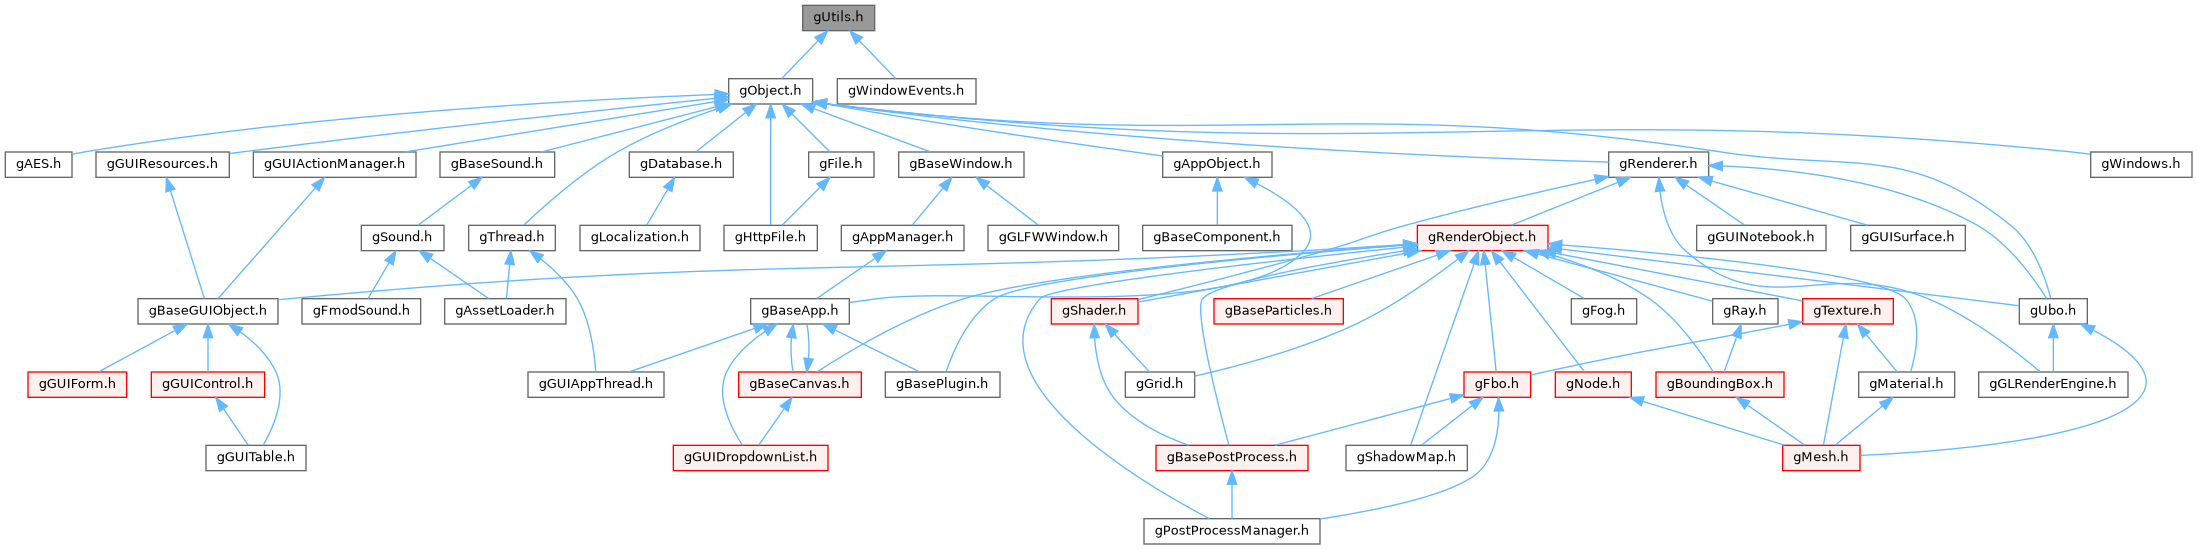 gUtils.h
gObject.h
gWindowEvents.h
gAES.h
gGUIResources.h
gGUIActionManager.h
gBaseSound.h
gDatabase.h
gFile.h
gBaseWindow.h
gAppObject.h
gRenderer.h
gWindows.h
gSound.h
gThread.h
gLocalization.h
gHttpFile.h
gAppManager.h
gGLFWWindow.h
gBaseComponent.h
gRenderObject.h
gGUINotebook.h
gGUISurface.h
gBaseGUIObject.h
gFmodSound.h
gAssetLoader.h
gBaseApp.h
gShader.h
gBaseParticles.h
gFog.h
gRay.h
gTexture.h
gUbo.h
gGUIForm.h
gGUIControl.h
gGUIAppThread.h
gBaseCanvas.h
gBasePlugin.h
gGrid.h
gFbo.h
gNode.h
gBoundingBox.h
gMaterial.h
gGLRenderEngine.h
gGUITable.h
gGUIDropdownList.h
gBasePostProcess.h
gShadowMap.h
gMesh.h
gPostProcessManager.h